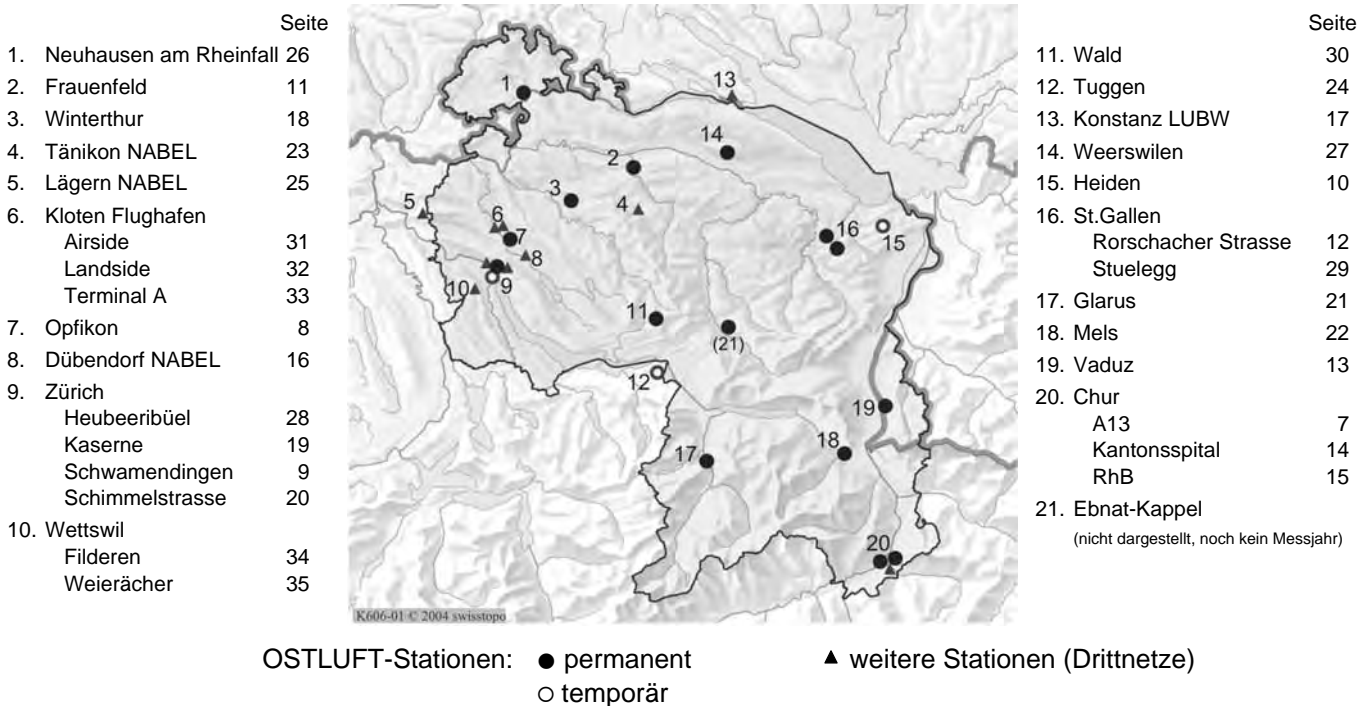 Seite
1. Neuhausen am Rheinfall 26
2. Frauenfeld 11
3. Winterthur 18
4. Tänikon NABEL 23
5. Lägern NABEL 25
6. Kloten Flughafen
Airside 31
Landside 32
Terminal A 33
7. Opfikon 8
8. Dübendorf NABEL 16
9. Zürich
Heubeeribüel 28
Kaserne 19
Schwamendingen 9
Schimmelstrasse 20
10. Wettswil
Filderen 34
Weierächer 35
1
13
14
2
3
4
5
6
7
8
9
10
16
15
11
(21)
12
19
17
18
20
K606-01 © 2004 swisstopo
Seite
11. Wald 30
12. Tuggen 24
13. Konstanz LUBW 17
14. Weerswilen 27
15. Heiden 10
16. St.Gallen
Rorschacher Strasse 12
Stuelegg 29
17. Glarus 21
18. Mels 22
19. Vaduz 13
20. Chur
A13 7
Kantonsspital 14
RhB 15
21. Ebnat-Kappel
(nicht dargestellt, noch kein Messjahr)
OSTLUFT-Stationen: ● permanent ▲ weitere Stationen (Drittnetze)
○ temporär